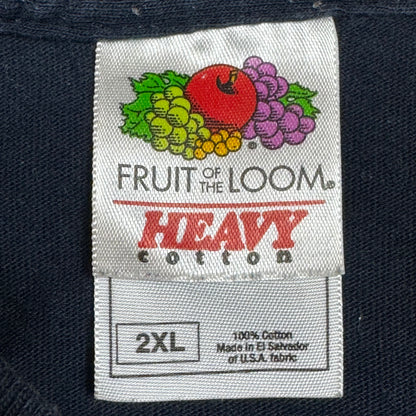 FRUIT OF THE LOOM®
HEAVY
cotton
2XL
100% Cotton
Made in El Salvador
of U.S.A. fabric